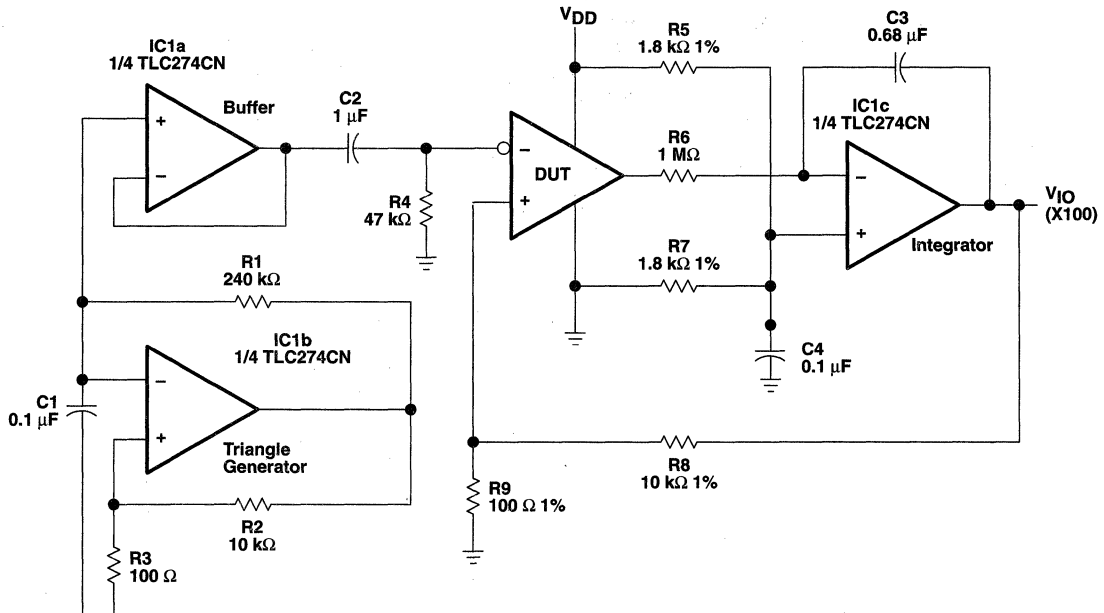 V_DD
R5
1.8 kΩ 1%
C3
0.68 μF
IC1a
1/4 TLC274CN
Buffer
C2
1 μF
+
−
R4
47 kΩ
−
+
DUT
R6
1 MΩ
IC1c
1/4 TLC274CN
−
+
Integrator
V_IO
(X100)
R7
1.8 kΩ 1%
C4
0.1 μF
R1
240 kΩ
IC1b
1/4 TLC274CN
−
+
Triangle
Generator
C1
0.1 μF
R2
10 kΩ
R3
100 Ω
R8
10 kΩ 1%
R9
100 Ω 1%